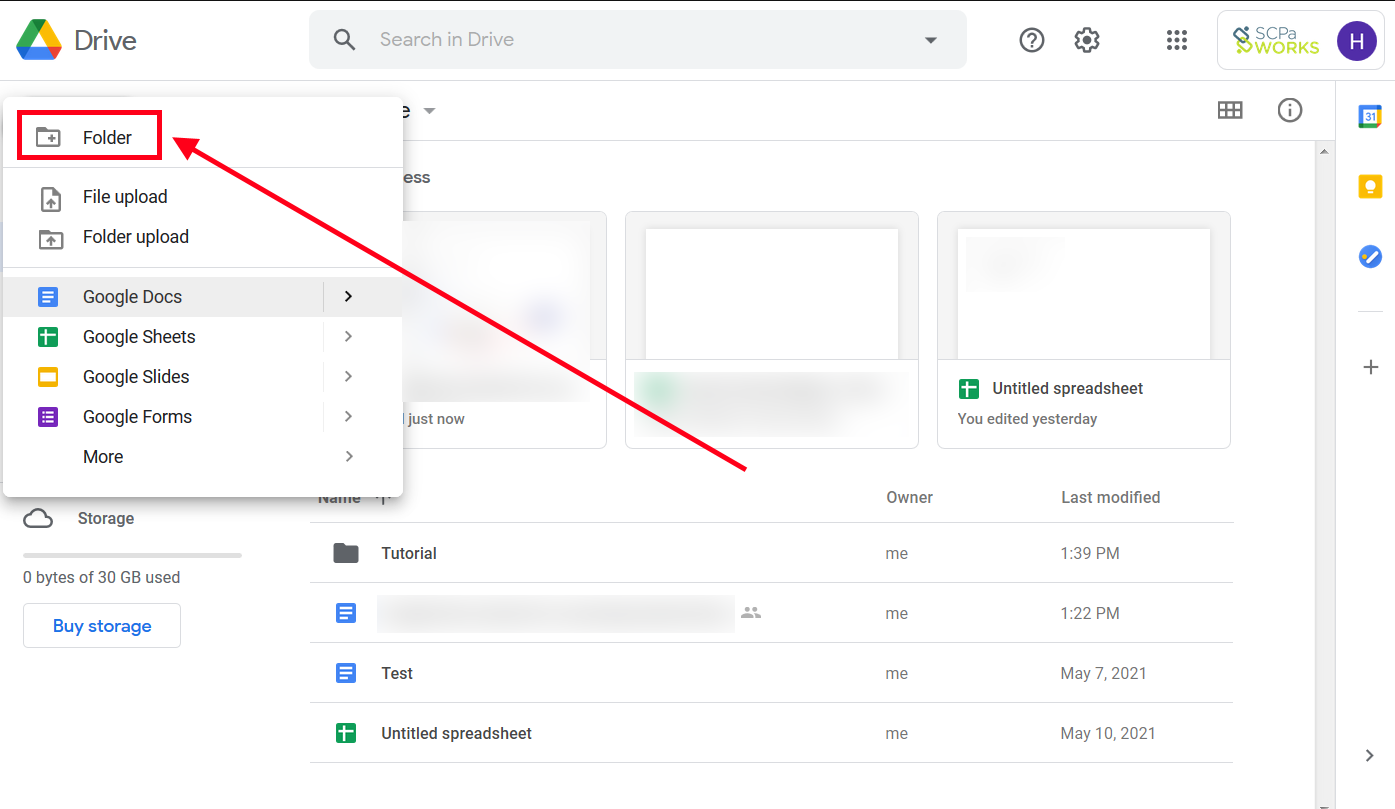 Drive
Search in Drive
SCPa
WORKS
H
Folder
File upload
Folder upload
Google Docs
Google Sheets
Google Slides
Google Forms
More
31
just now
Untitled spreadsheet
You edited yesterday
Storage
0 bytes of 30 GB used
Buy storage
Name Owner Last modified
Tutorial me 1:39 PM
me 1:22 PM
Test me May 7, 2021
Untitled spreadsheet me May 10, 2021